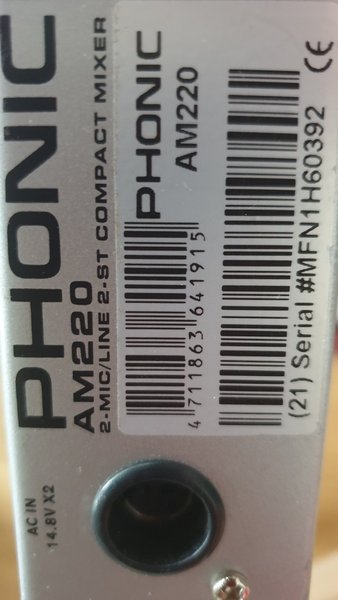 PHONIC
AM220
2-MIC/LINE 2-ST COMPACT MIXER
PHONIC
AM220
4 711863 641915
(21) Serial #MFN1H60392
CE
AC IN
14.8V X2